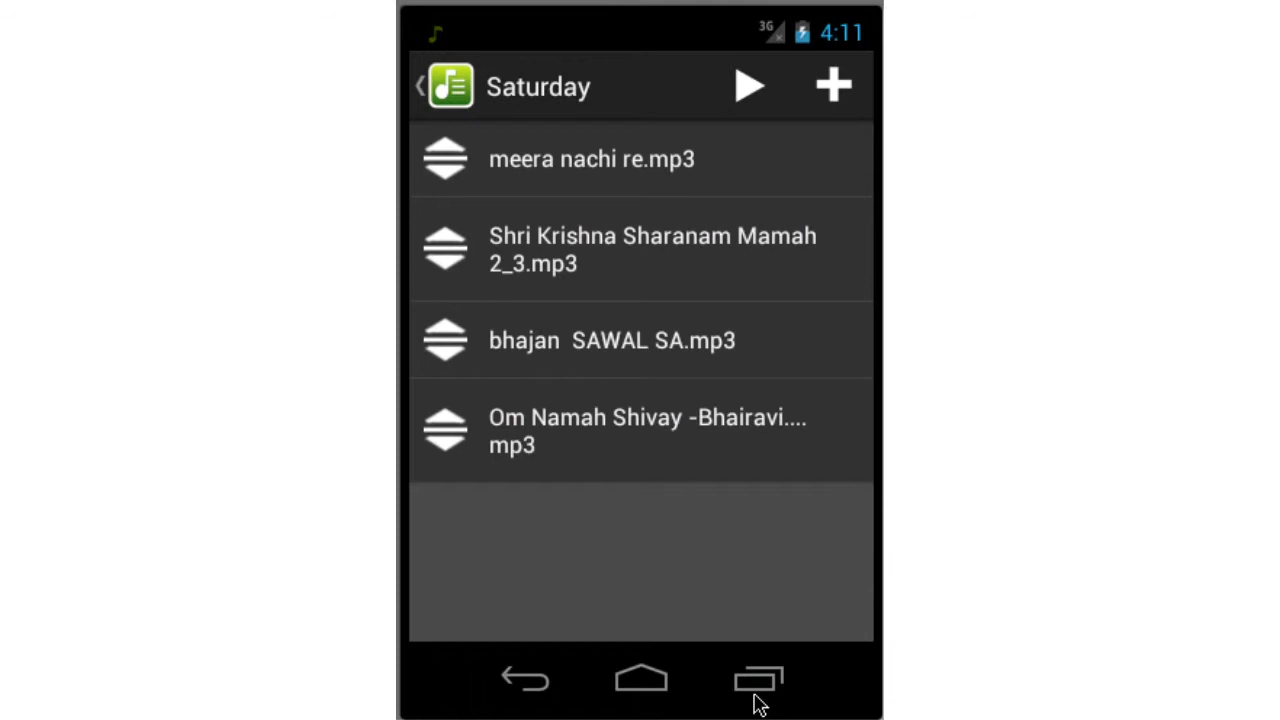 3G 4:11
Saturday
meera nachi re.mp3
Shri Krishna Sharanam Mamah
2_3.mp3
bhajan  SAWAL SA.mp3
Om Namah Shivay -Bhairavi....
mp3